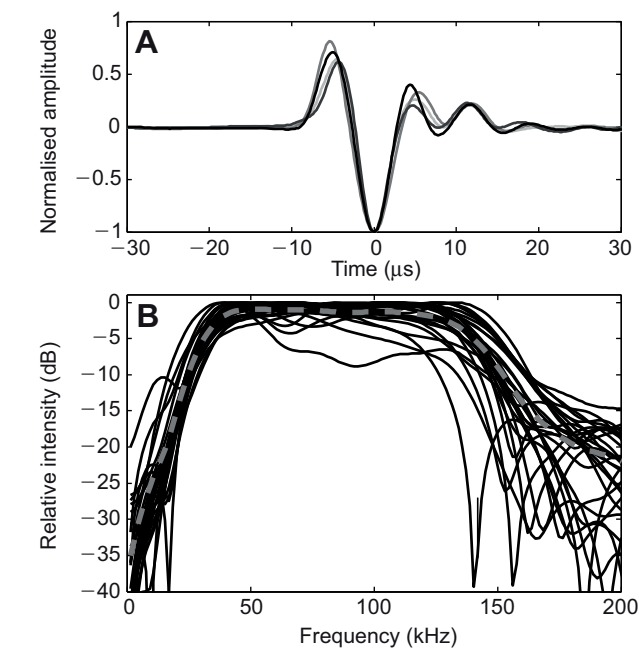 A
Normalised amplitude
1
0.5
0
−0.5
−1
−30 −20 −10 0 10 20 30
Time (μs)
B
Relative intensity (dB)
0
−5
−10
−15
−20
−25
−30
−35
−40
0 50 100 150 200
Frequency (kHz)